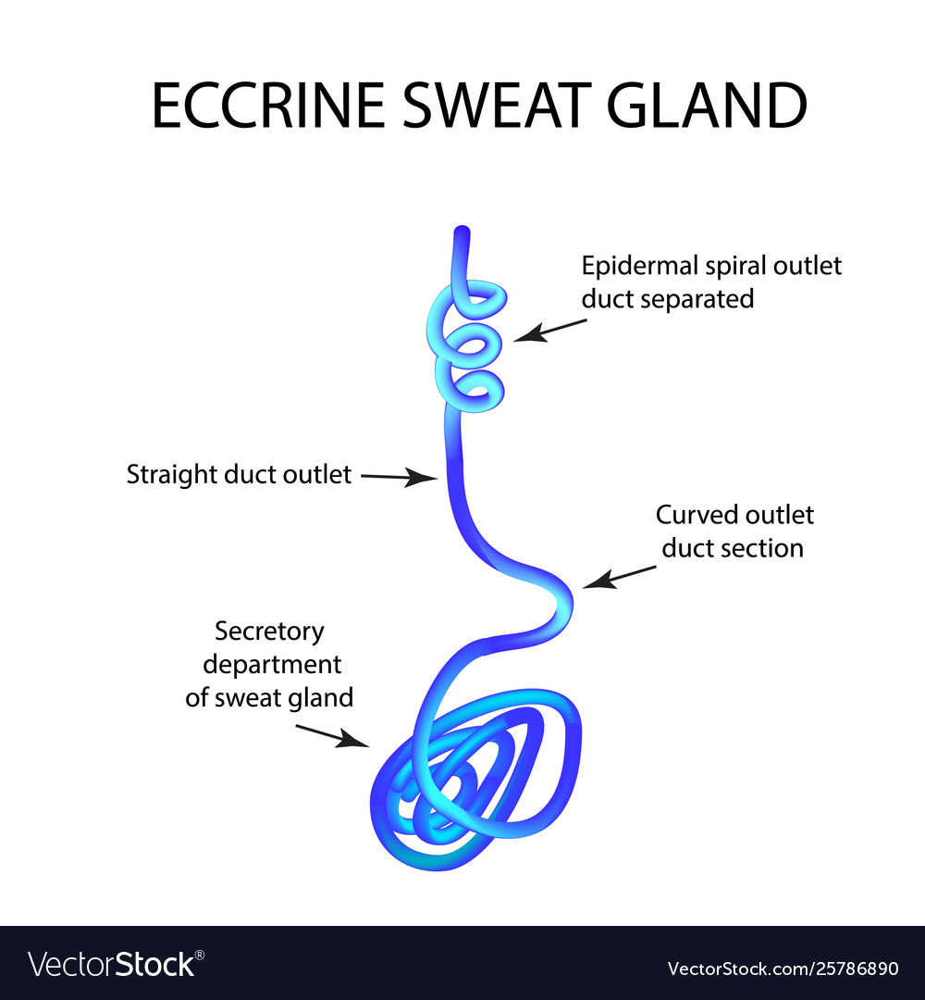 ECCRINE SWEAT GLAND
Epidermal spiral outlet
duct separated
Straight duct outlet
Curved outlet
duct section
Secretory
department
of sweat gland
VectorStock®
VectorStock.com/25786890